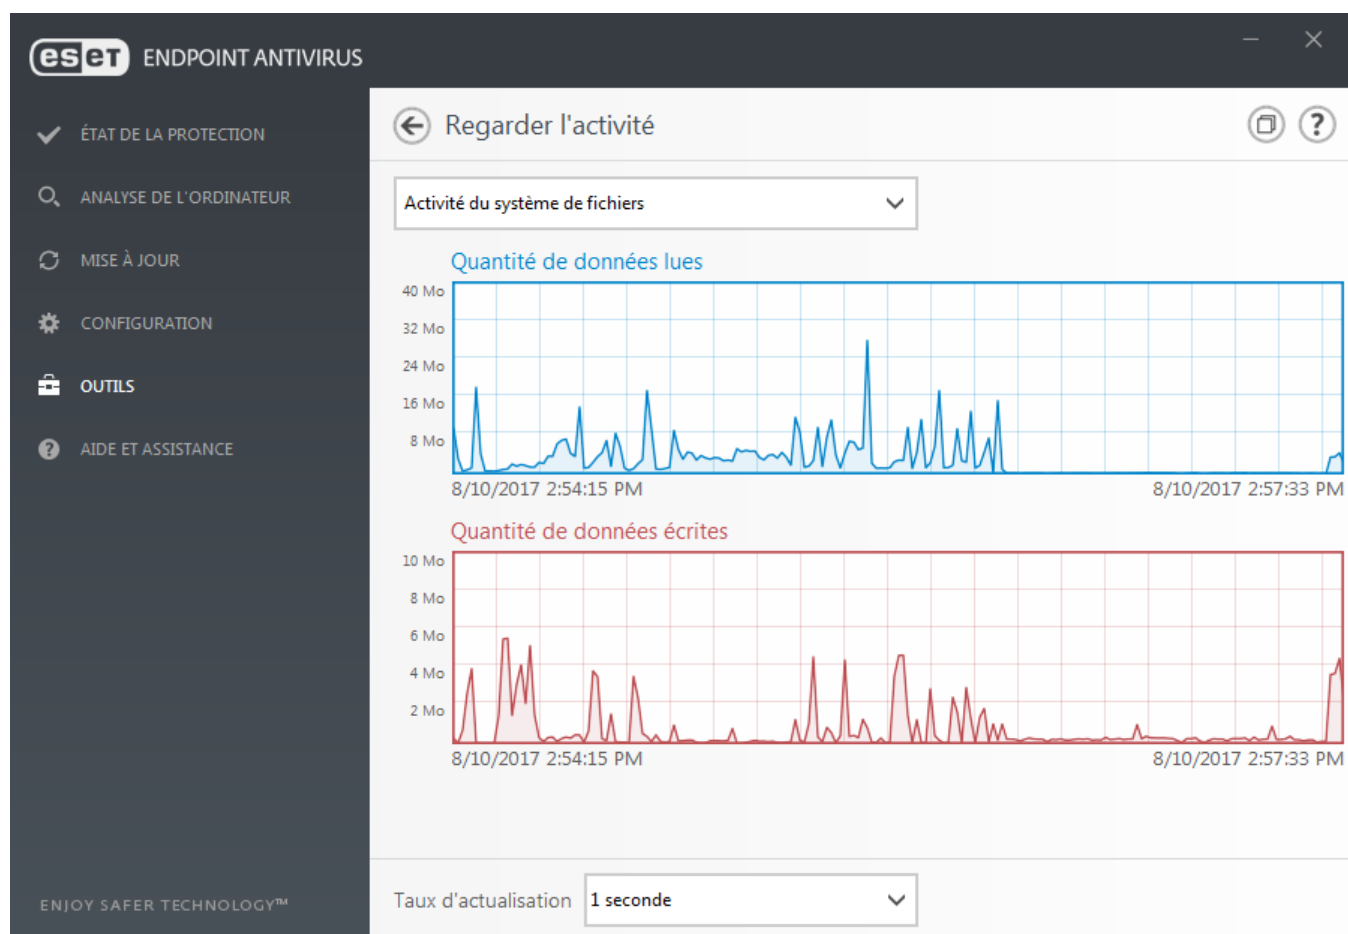 eset ENDPOINT ANTIVIRUS
ÉTAT DE LA PROTECTION
ANALYSE DE L'ORDINATEUR
MISE À JOUR
CONFIGURATION
OUTILS
? AIDE ET ASSISTANCE
ENJOY SAFER TECHNOLOGY™
Regarder l'activité ?
Activité du système de fichiers
Quantité de données lues
40 Mo
32 Mo
24 Mo
16 Mo
8 Mo
8/10/2017 2:54:15 PM 8/10/2017 2:57:33 PM
Quantité de données écrites
10 Mo
8 Mo
6 Mo
4 Mo
2 Mo
8/10/2017 2:54:15 PM 8/10/2017 2:57:33 PM
Taux d'actualisation 1 seconde